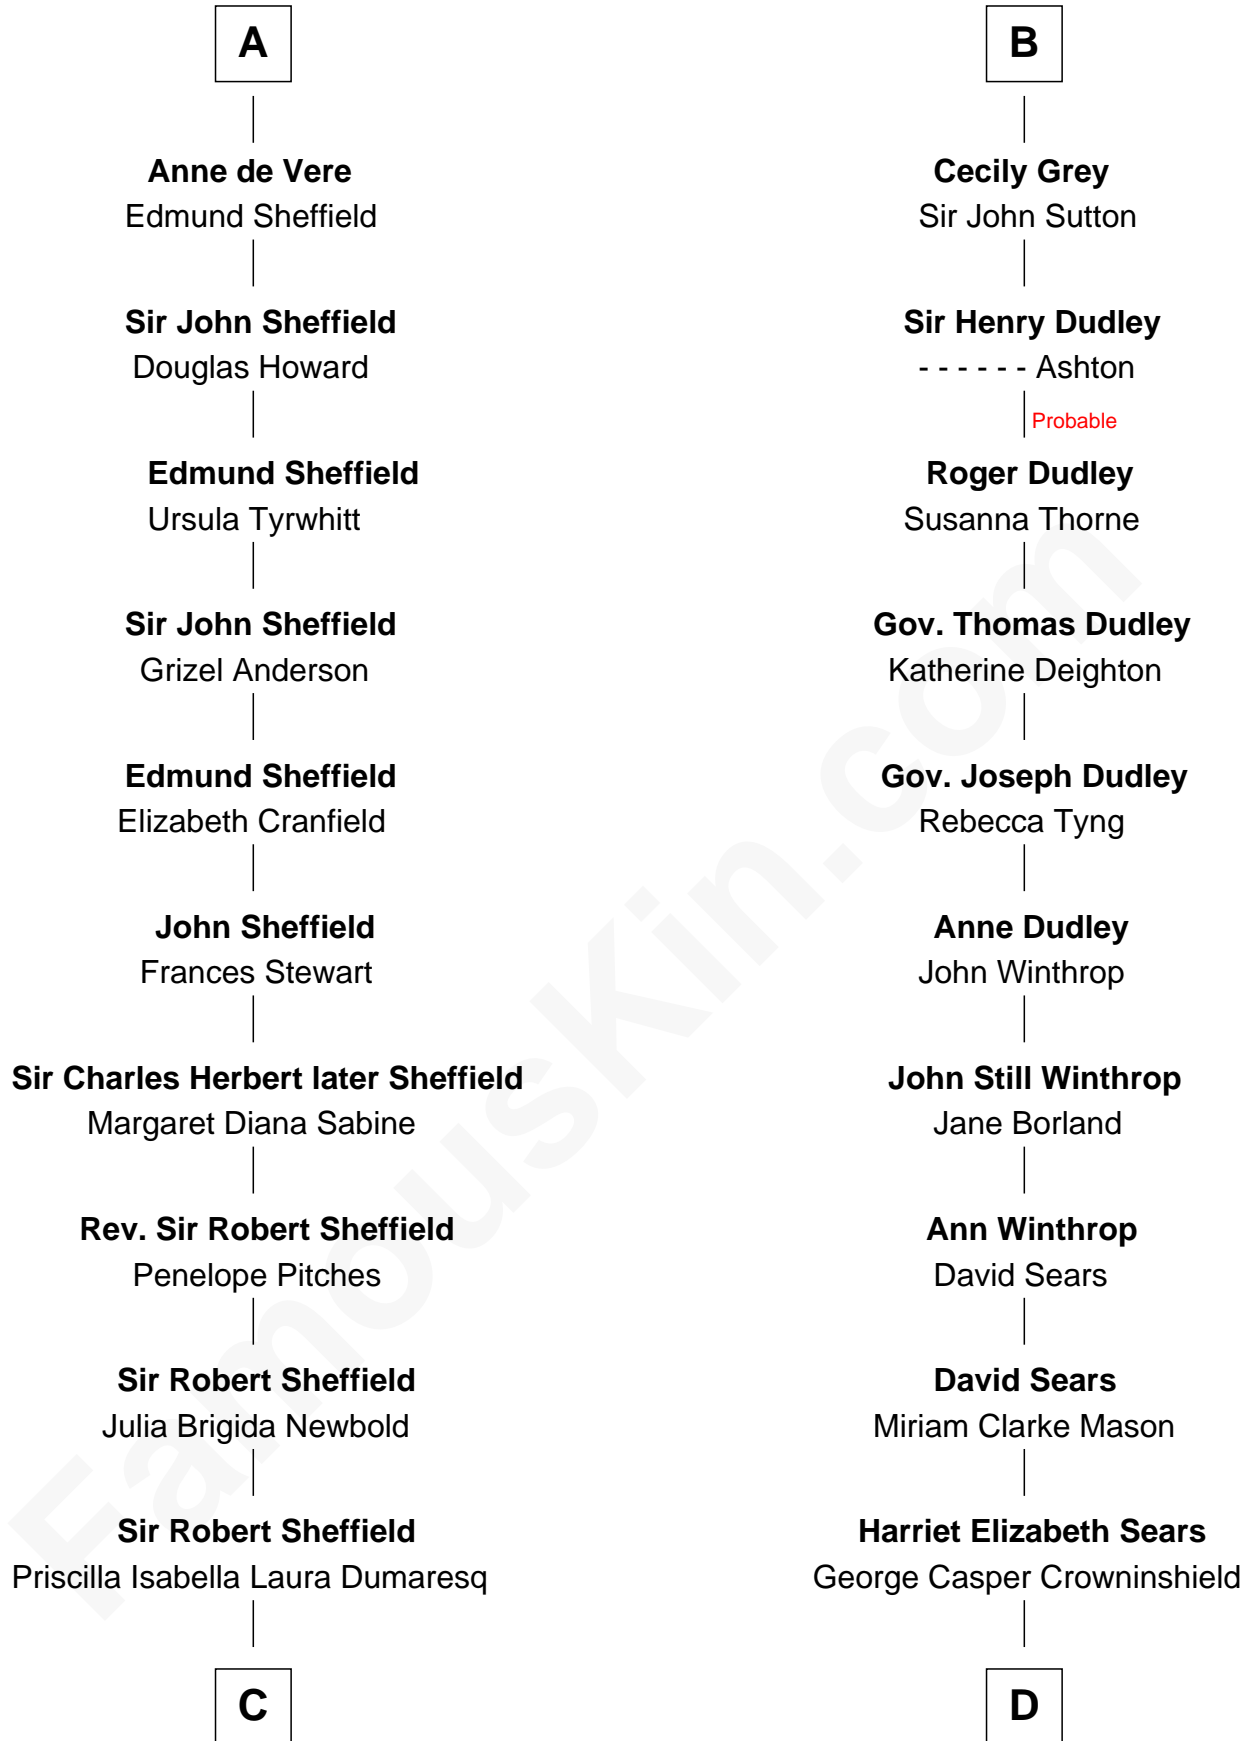 A
Anne de Vere
Edmund Sheffield
Sir John Sheffield
Douglas Howard
Edmund Sheffield
Ursula Tyrwhitt
Sir John Sheffield
Grizel Anderson
Edmund Sheffield
Elizabeth Cranfield
John Sheffield
Frances Stewart
Sir Charles Herbert later Sheffield
Margaret Diana Sabine
Rev. Sir Robert Sheffield
Penelope Pitches
Sir Robert Sheffield
Julia Brigida Newbold
Sir Robert Sheffield
Priscilla Isabella Laura Dumaresq
C
B
Cecily Grey
Sir John Sutton
Sir Henry Dudley
- - - - - - Ashton
Probable
Roger Dudley
Susanna Thorne
Gov. Thomas Dudley
Katherine Deighton
Gov. Joseph Dudley
Rebecca Tyng
Anne Dudley
John Winthrop
John Still Winthrop
Jane Borland
Ann Winthrop
David Sears
David Sears
Miriam Clarke Mason
Harriet Elizabeth Sears
George Casper Crowninshield
D
FamousKin.com